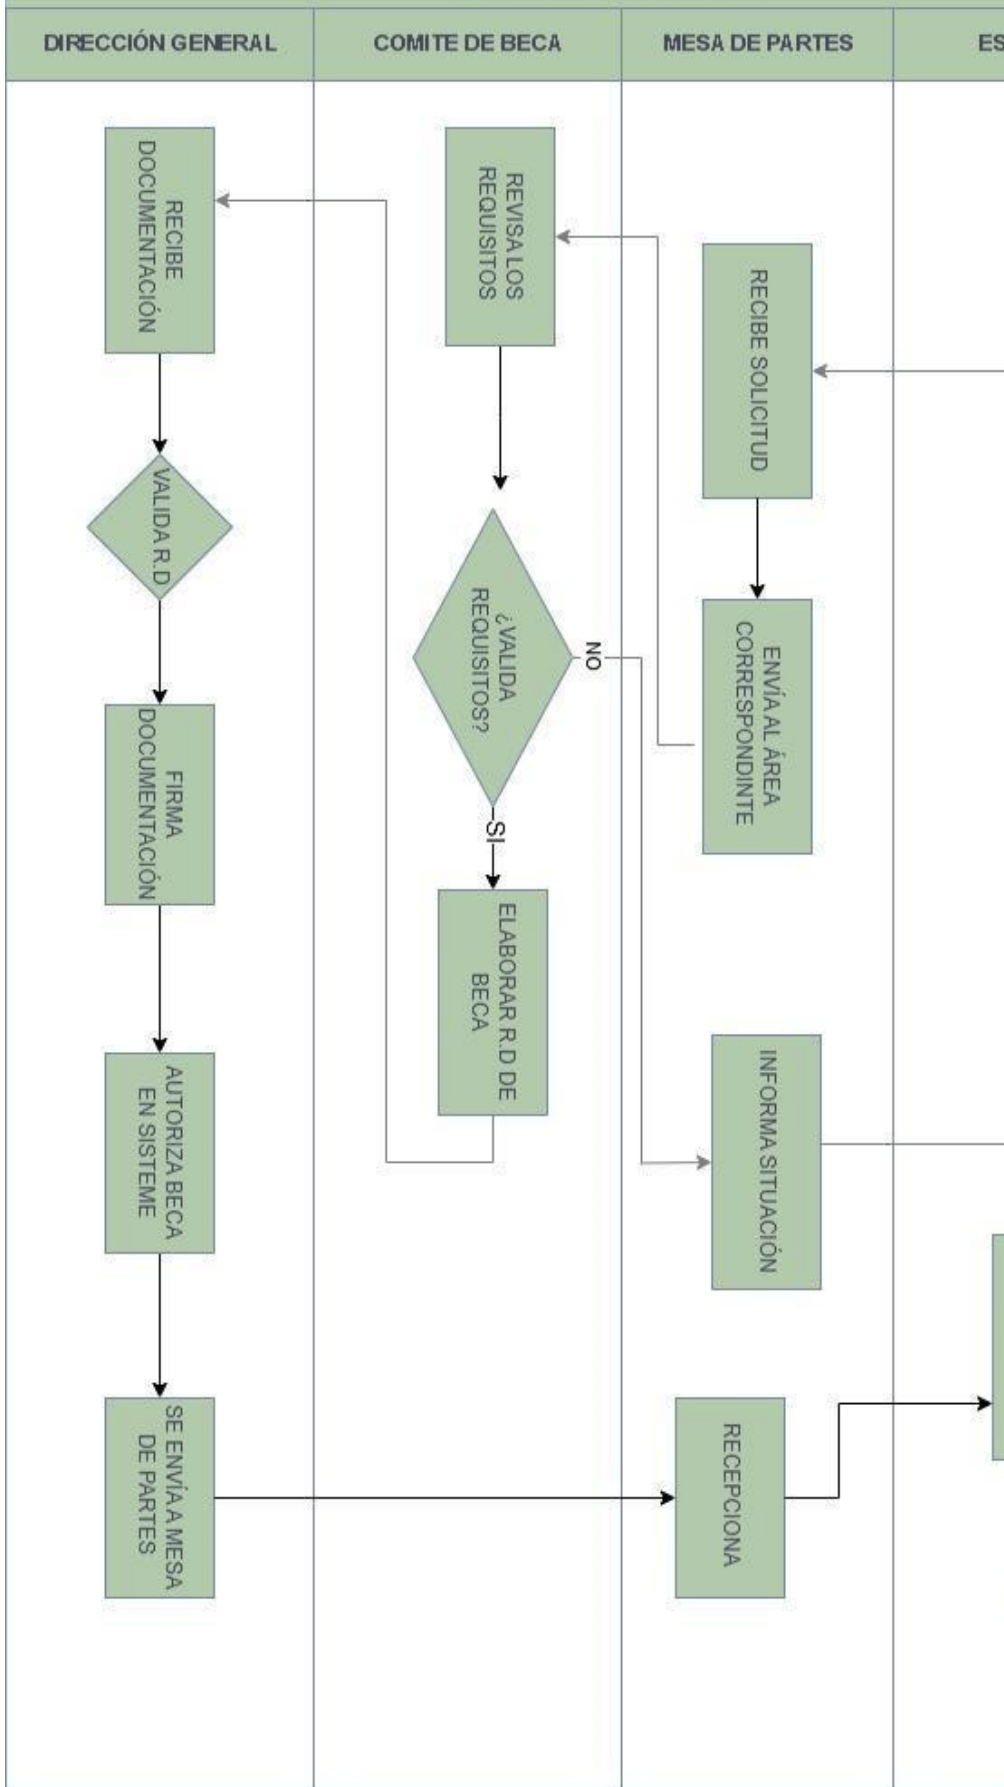 DIRECCIÓN GENERAL
COMITE DE BECA
MESA DE PARTES
ES
RECIBE
DOCUMENTACIÓN
VALIDA R.D
FIRMA
DOCUMENTACIÓN
AUTORIZA BECA
EN SISTEME
SE ENVÍA A MESA
DE PARTES
REVISA LOS
REQUISITOS
¿VALIDA
REQUISITOS?
NO
SI
ELABORAR R.D DE
BECA
RECIBE SOLICITUD
ENVÍA AL ÁREA
CORRESPONDINTE
INFORMA SITUACIÓN
RECEPCIONA